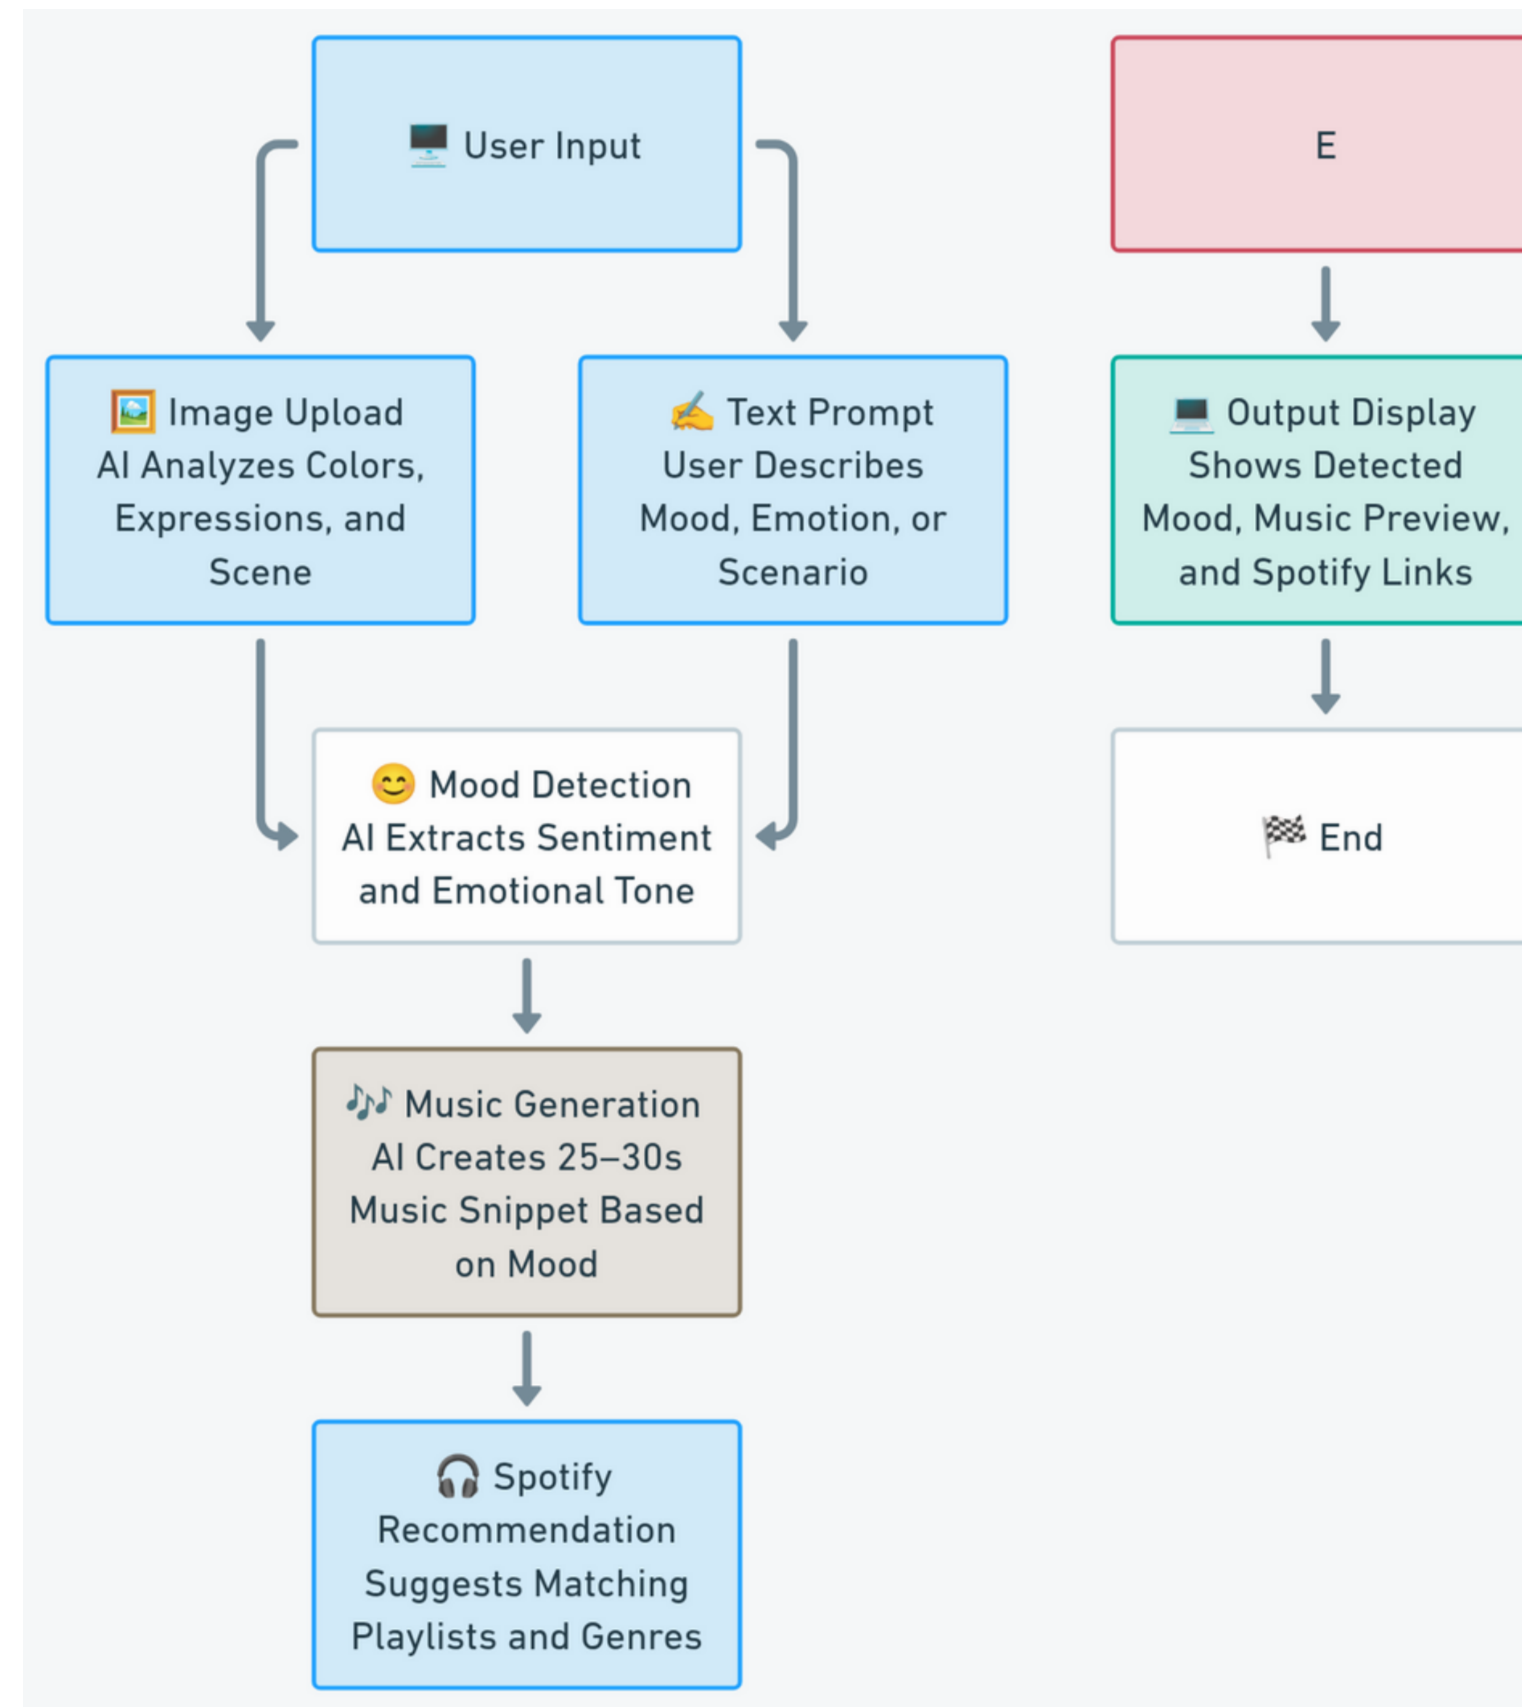 User Input
E
🖼️ Image Upload
AI Analyzes Colors,
Expressions, and
Scene
✍️ Text Prompt
User Describes
Mood, Emotion, or
Scenario
💻 Output Display
Shows Detected
Mood, Music Preview,
and Spotify Links
😊 Mood Detection
AI Extracts Sentiment
and Emotional Tone
🏁 End
🎶 Music Generation
AI Creates 25–30s
Music Snippet Based
on Mood
🎧 Spotify
Recommendation
Suggests Matching
Playlists and Genres